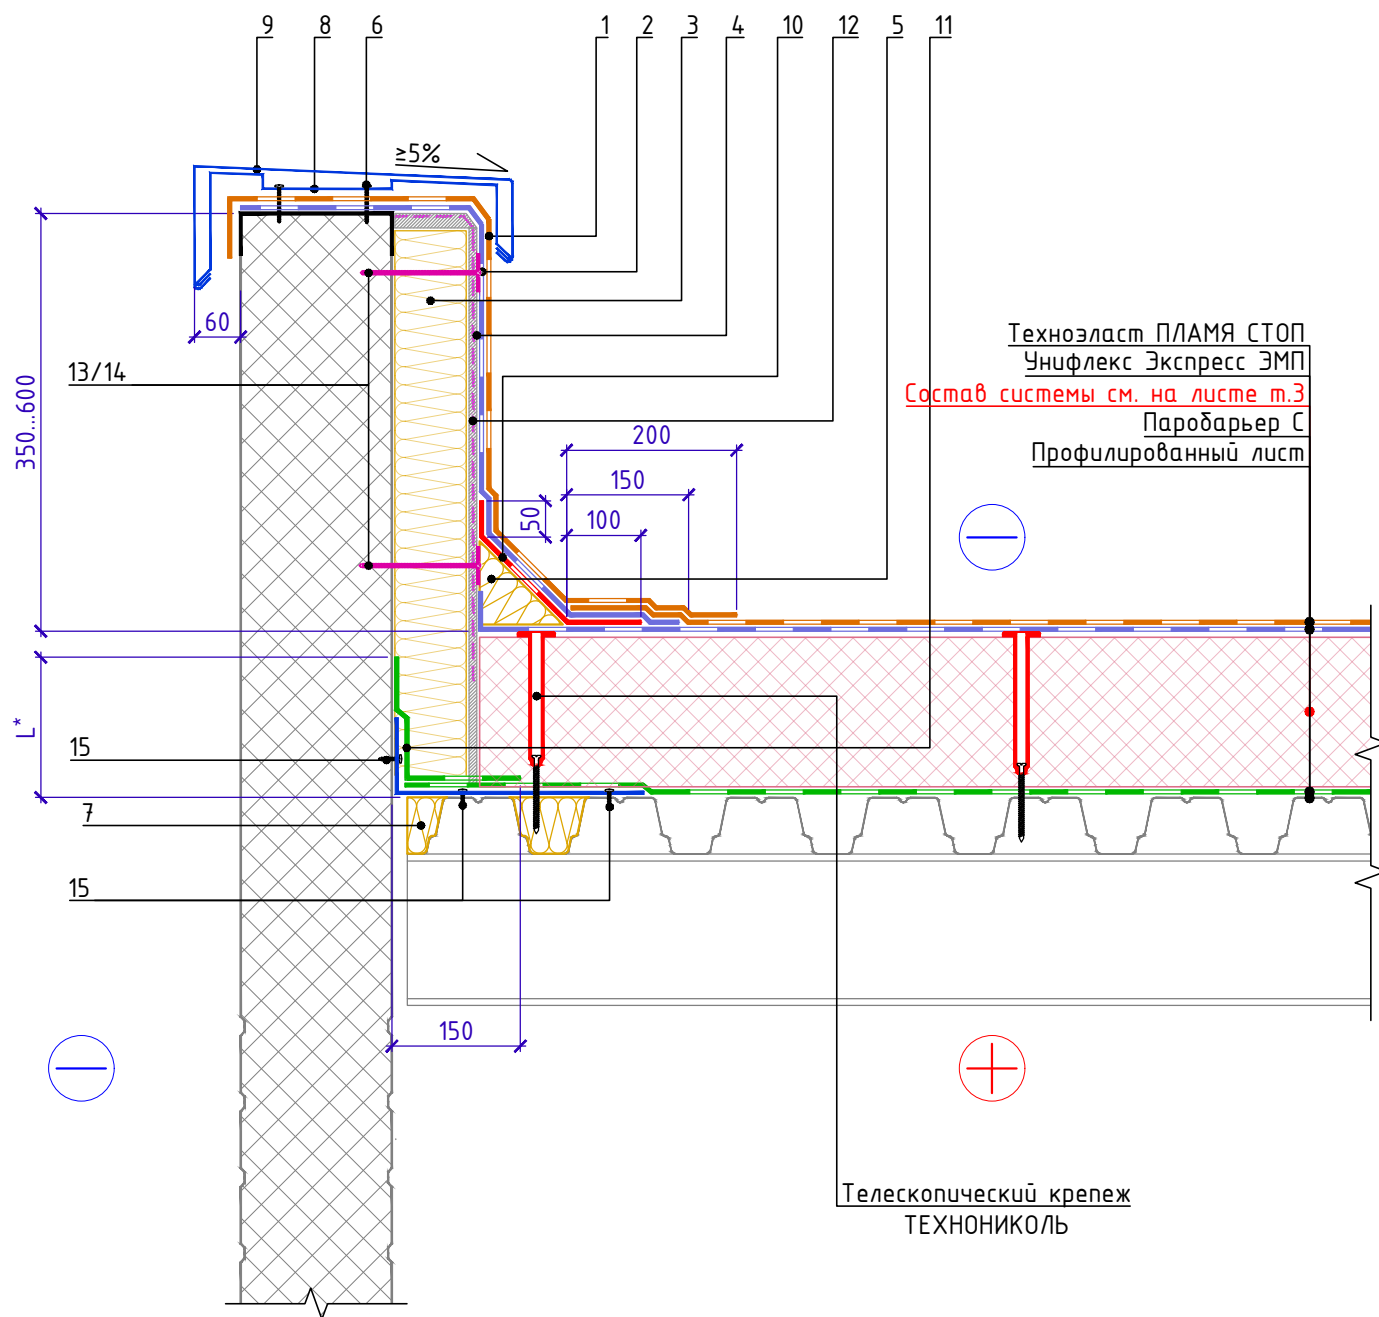 9 8 6 1 2 3 4 10 12 5 11
≥5%
60
13/14
350...600
Техноэласт ПЛАМЯ СТОП
Унифлекс Экспресс ЭМП
Состав системы см. на листе т.3
Паробарьер С
Профилированный лист
200
150
100
50
L*
15
7
15
150
Телескопический крепеж
ТЕХНОНИКОЛЬ